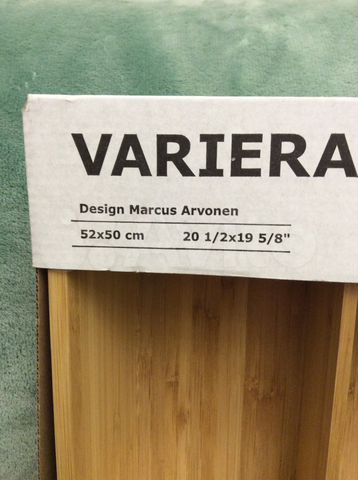 VARIERA
Design Marcus Arvonen
52x50 cm 20 1/2x19 5/8"